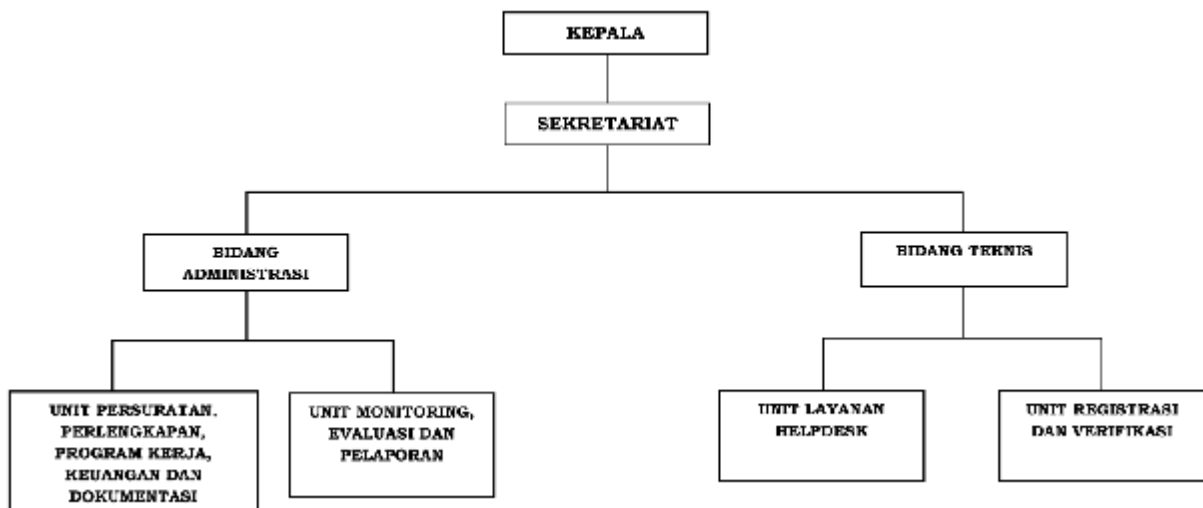 KEPALA
SEKRETARIAT
BIDANG
ADMINISTRASI
BIDANG TEKNIS
UNIT PERSURATAN,
PERLENGKAPAN,
PROGRAM KERJA,
KEUANGAN DAN
DOKUMENTASI
UNIT MONITORING,
EVALUASI DAN
PELAPORAN
UNIT LAYANAN
HELPDESK
UNIT REGISTRASI
DAN VERIFIKASI